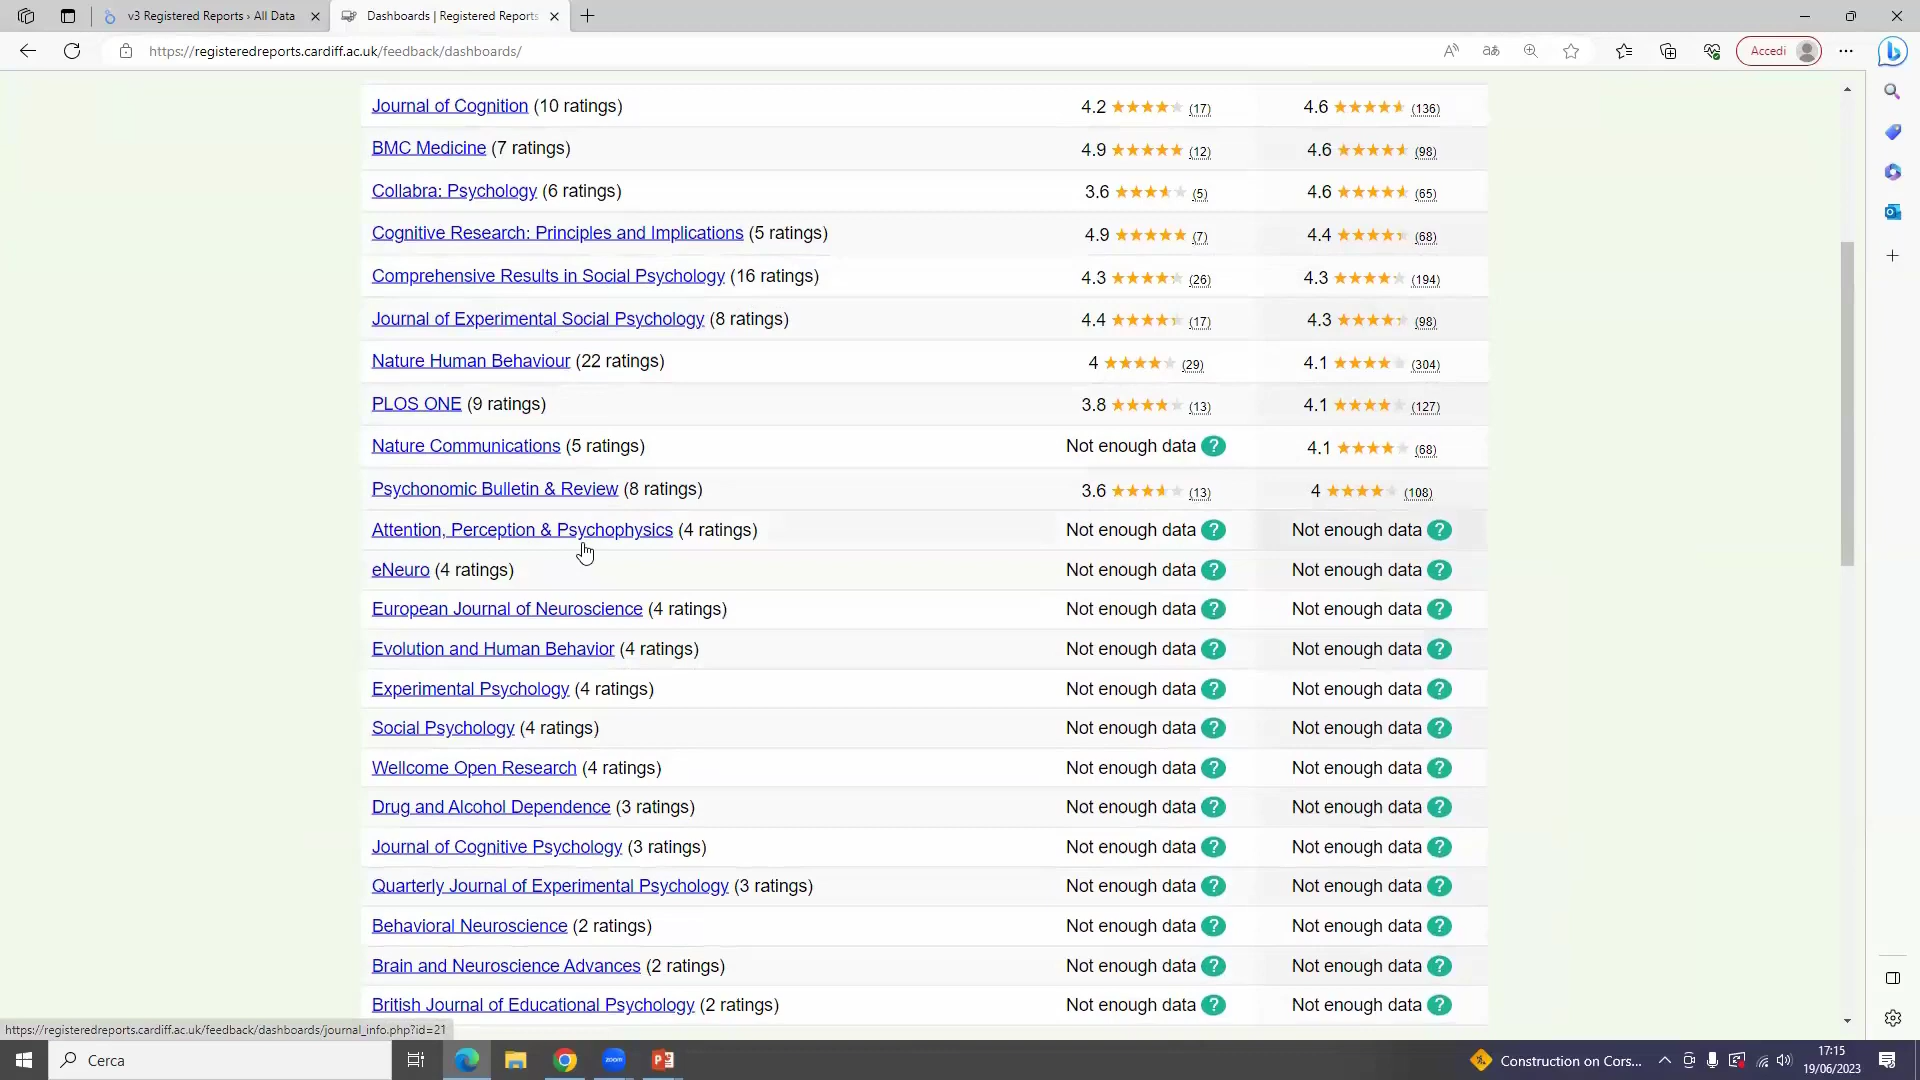 v3 Registered Reports › All Data
Dashboards | Registered Reports
https://registeredreports.cardiff.ac.uk/feedback/dashboards/
Accedi
Journal of Cognition (10 ratings) 4.2 (17) 4.6 (136)
BMC Medicine (7 ratings) 4.9 (12) 4.6 (98)
Collabra: Psychology (6 ratings) 3.6 (5) 4.6 (65)
Cognitive Research: Principles and Implications (5 ratings) 4.9 (7) 4.4 (68)
Comprehensive Results in Social Psychology (16 ratings) 4.3 (26) 4.3 (194)
Journal of Experimental Social Psychology (8 ratings) 4.4 (17) 4.3 (98)
Nature Human Behaviour (22 ratings) 4 (29) 4.1 (304)
PLOS ONE (9 ratings) 3.8 (13) 4.1 (127)
Nature Communications (5 ratings) Not enough data ? 4.1 (68)
Psychonomic Bulletin & Review (8 ratings) 3.6 (13) 4 (108)
Attention, Perception & Psychophysics (4 ratings) Not enough data ? Not enough data ?
eNeuro (4 ratings) Not enough data ? Not enough data ?
European Journal of Neuroscience (4 ratings) Not enough data ? Not enough data ?
Evolution and Human Behavior (4 ratings) Not enough data ? Not enough data ?
Experimental Psychology (4 ratings) Not enough data ? Not enough data ?
Social Psychology (4 ratings) Not enough data ? Not enough data ?
Wellcome Open Research (4 ratings) Not enough data ? Not enough data ?
Drug and Alcohol Dependence (3 ratings) Not enough data ? Not enough data ?
Journal of Cognitive Psychology (3 ratings) Not enough data ? Not enough data ?
Quarterly Journal of Experimental Psychology (3 ratings) Not enough data ? Not enough data ?
Behavioral Neuroscience (2 ratings) Not enough data ? Not enough data ?
Brain and Neuroscience Advances (2 ratings) Not enough data ? Not enough data ?
British Journal of Educational Psychology (2 ratings) Not enough data ? Not enough data ?
https://registeredreports.cardiff.ac.uk/feedback/dashboards/journal_info.php?id=21
Cerca
zoom
Construction on Cors...
17:15
19/06/2023